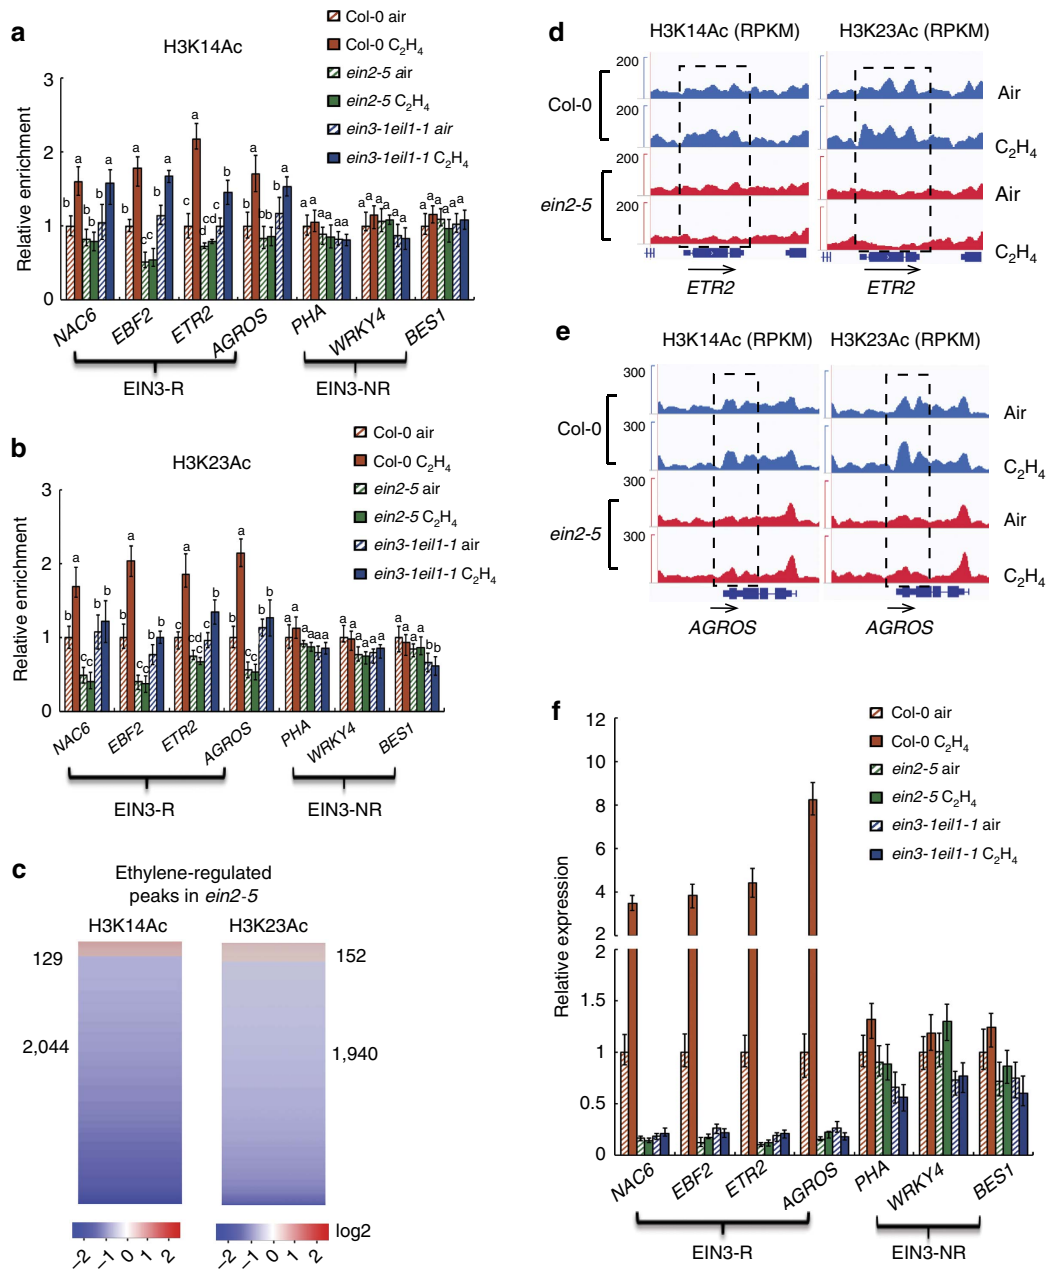 a
H3K14Ac
Col-0 air
Col-0 C₂H₄
ein2-5 air
ein2-5 C₂H₄
ein3-1eil1-1 air
ein3-1eil1-1 C₂H₄
Relative enrichment
3
2
1
0
b a b b b a
b a c c b a
c a d d c b
b a b b b a
a a a a a a
a a a a a a
a a a a a a
NAC6 EBF2 ETR2 AGROS PHA WRKY4 BES1
EIN3-R EIN3-NR
b
H3K23Ac
Col-0 air
Col-0 C₂H₄
ein2-5 air
ein2-5 C₂H₄
ein3-1eil1-1 air
ein3-1eil1-1 C₂H₄
Relative enrichment
3
2
1
0
b a c c b b
b a c c b b
c a cd c c b
b a c c b b
a a a a a a
a a a a a a
a a a a b b
NAC6 EBF2 ETR2 AGROS PHA WRKY4 BES1
EIN3-R EIN3-NR
c
Ethylene-regulated
peaks in ein2-5
H3K14Ac H3K23Ac
129 152
2,044 1,940
−2 −1 0 1 2
−2 −1 0 1 2
log2
d
H3K14Ac (RPKM) H3K23Ac (RPKM)
Col-0
ein2-5
200
200
200
200
Air
C₂H₄
Air
C₂H₄
ETR2 ETR2
e
H3K14Ac (RPKM) H3K23Ac (RPKM)
Col-0
ein2-5
300
300
300
300
Air
C₂H₄
Air
C₂H₄
AGROS AGROS
f
Col-0 air
Col-0 C₂H₄
ein2-5 air
ein2-5 C₂H₄
ein3-1eil1-1 air
ein3-1eil1-1 C₂H₄
Relative expression
12
10
8
6
4
2
2
1.5
1
0.5
0
NAC6 EBF2 ETR2 AGROS PHA WRKY4 BES1
EIN3-R EIN3-NR